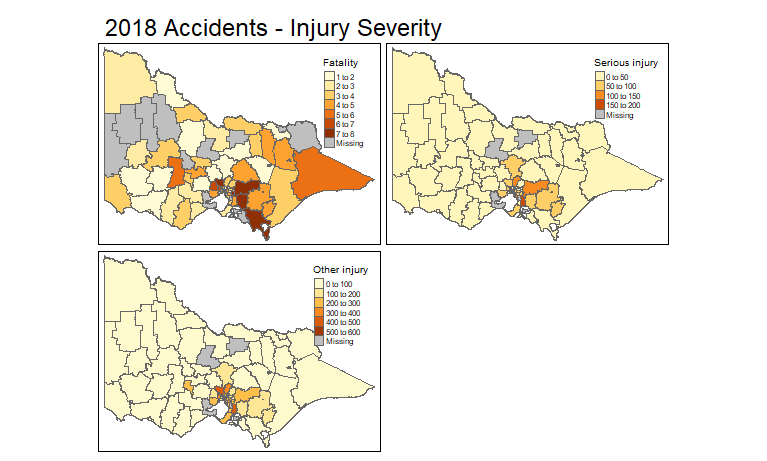 2018 Accidents - Injury Severity
Fatality
1 to 2
2 to 3
3 to 4
4 to 5
5 to 6
6 to 7
7 to 8
Missing
Serious injury
0 to 50
50 to 100
100 to 150
150 to 200
Missing
Other injury
0 to 100
100 to 200
200 to 300
300 to 400
400 to 500
500 to 600
Missing